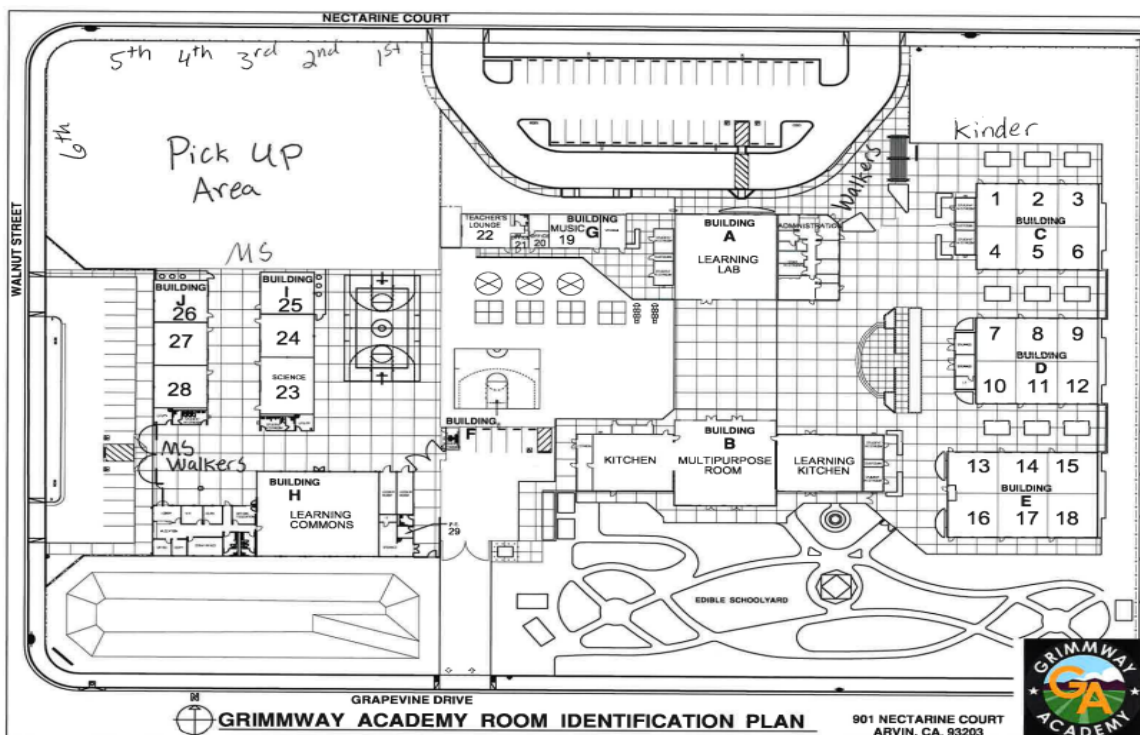 NECTARINE COURT
5th 4th 3rd 2nd 1st
6th
Pick UP
Area
MS
WALNUT STREET
Walkers
Kinder
TEACHER'S
LOUNGE
22
21
20
BUILDING
MUSIC G
19
BUILDING
A
LEARNING
LAB
ADMINISTRATION
1 2 3
BUILDING
C
4 5 6
7 8 9
BUILDING
D
10 11 12
13 14 15
BUILDING
E
16 17 18
BUILDING
J
26
27
28
BUILDING
I
25
24
SCIENCE
23
MS
Walkers
BUILDING
F
BUILDING
H
LEARNING
COMMONS
29
KITCHEN
BUILDING
B
MULTIPURPOSE
ROOM
LEARNING
KITCHEN
EDIBLE SCHOOLYARD
GRAPEVINE DRIVE
N
GRIMMWAY ACADEMY ROOM IDENTIFICATION PLAN
901 NECTARINE COURT
ARVIN, CA. 93203
GRIMMWAY
GA
ACADEMY